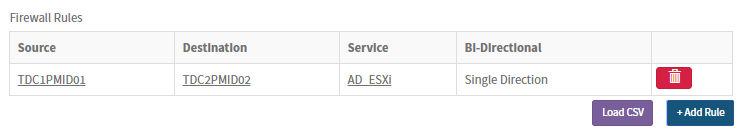 Firewall Rules
Source Destination Service Bi-Directional
TDC1PMID01 TDC2PMID02 AD_ESXi Single Direction
Load CSV + Add Rule